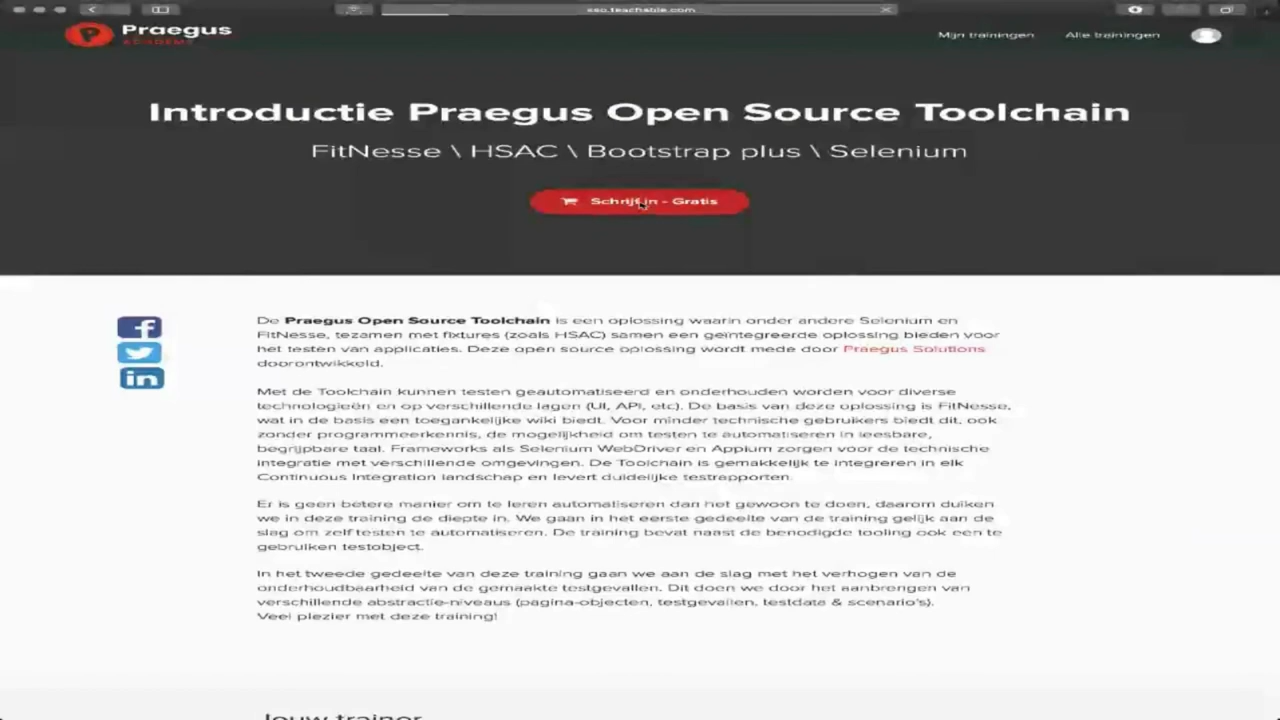 sso.teachable.com
Praegus
ACADEMY
Mijn trainingen
Alle trainingen
Introductie Praegus Open Source Toolchain
FitNesse \ HSAC \ Bootstrap plus \ Selenium
Schrijf in - Gratis
De Praegus Open Source Toolchain is een oplossing waarin onder andere Selenium en
FitNesse, tezamen met fixtures (zoals HSAC) samen een geïntegreerde oplossing bieden voor
het testen van applicaties. Deze open source oplossing wordt mede door Praegus Solutions
doorontwikkeld.
Met de Toolchain kunnen testen geautomatiseerd en onderhouden worden voor diverse
technologieën en op verschillende lagen (UI, API, etc). De basis van deze oplossing is FitNesse,
wat in de basis een toegankelijke wiki biedt. Voor minder technische gebruikers biedt dit, ook
zonder programmeerkennis, de mogelijkheid om testen te automatiseren in leesbare,
begrijpbare taal. Frameworks als Selenium WebDriver en Appium zorgen voor de technische
integratie met verschillende omgevingen. De Toolchain is gemakkelijk te integreren in elk
Continuous Integration landschap en levert duidelijke testrapporten.
Er is geen betere manier om te leren automatiseren dan het gewoon te doen, daarom duiken
we in deze training de diepte in. We gaan in het eerste gedeelte van de training gelijk aan de
slag om zelf testen te automatiseren. De training bevat naast de benodigde tooling ook een te
gebruiken testobject.
In het tweede gedeelte van deze training gaan we aan de slag met het verhogen van de
onderhoudbaarheid van de gemaakte testgevallen. Dit doen we door het aanbrengen van
verschillende abstractie-niveaus (pagina-objecten, testgevallen, testdata & scenario's).
Veel plezier met deze training!
Jouw trainer